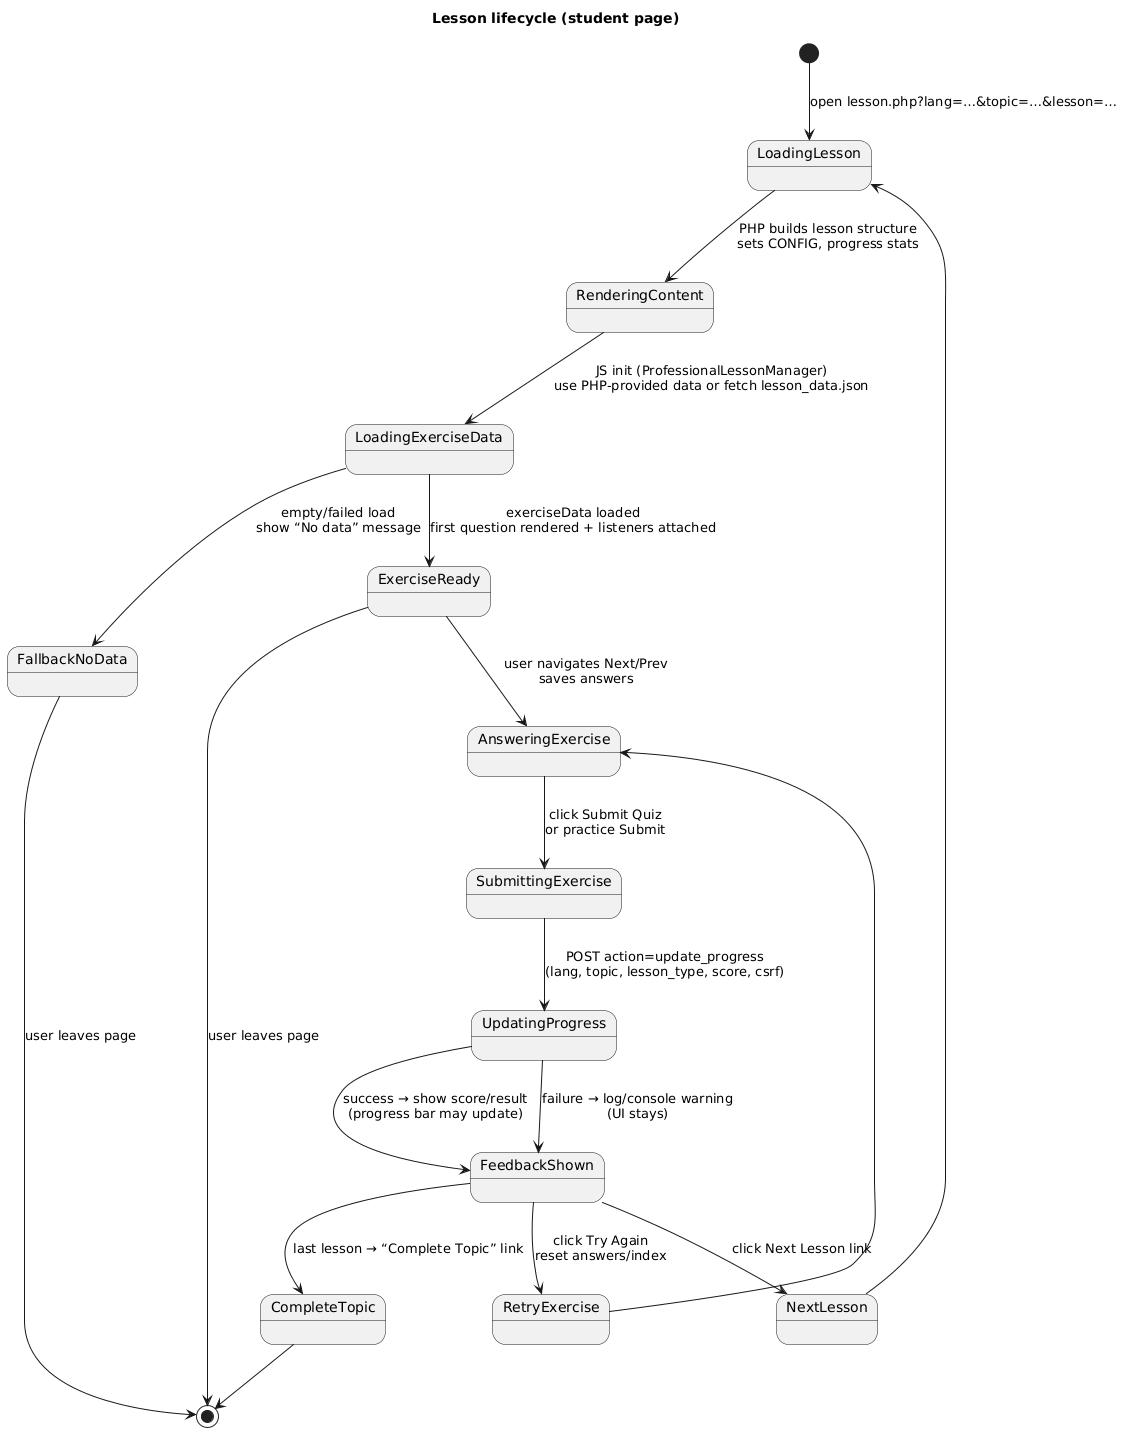 Lesson lifecycle (student page)
open lesson.php?lang=...&topic=...&lesson=...
LoadingLesson
PHP builds lesson structure
sets CONFIG, progress stats
RenderingContent
JS init (ProfessionalLessonManager)
use PHP-provided data or fetch lesson_data.json
LoadingExerciseData
empty/failed load
show “No data” message
exerciseData loaded
first question rendered + listeners attached
ExerciseReady
FallbackNoData
user navigates Next/Prev
saves answers
AnsweringExercise
click Submit Quiz
or practice Submit
SubmittingExercise
POST action=update_progress
(lang, topic, lesson_type, score, csrf)
UpdatingProgress
user leaves page
user leaves page
success → show score/result
(progress bar may update)
failure → log/console warning
(UI stays)
FeedbackShown
last lesson → “Complete Topic” link
click Try Again
reset answers/index
click Next Lesson link
CompleteTopic
RetryExercise
NextLesson